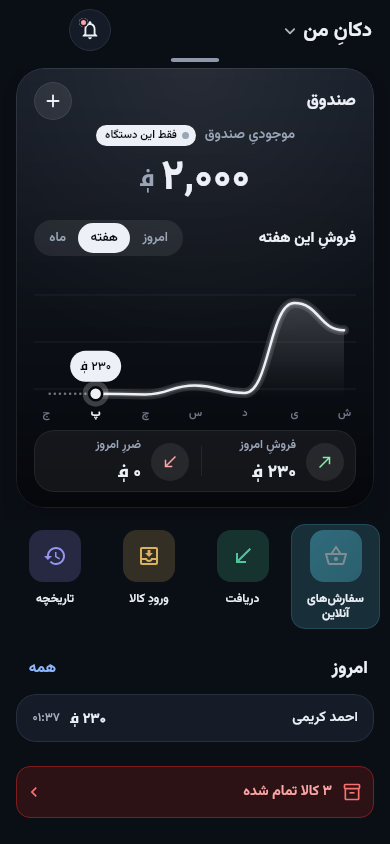 دکانِ من
صندوق
موجودیِ صندوق فقط این دستگاه
۲,۰۰۰ ؋
فروشِ این هفته
امروز هفته ماه
۲۳۰ ؋
ش ی د س چ پ ج
فروشِ امروز
۲۳۰ ؋
ضررِ امروز
۰ ؋
سفارش‌های آنلاین
دریافت
ورودِ کالا
تاریخچه
امروز همه
احمد کریمی ۲۳۰ ؋ ۰۱:۳۷
۳ کالا تمام شده